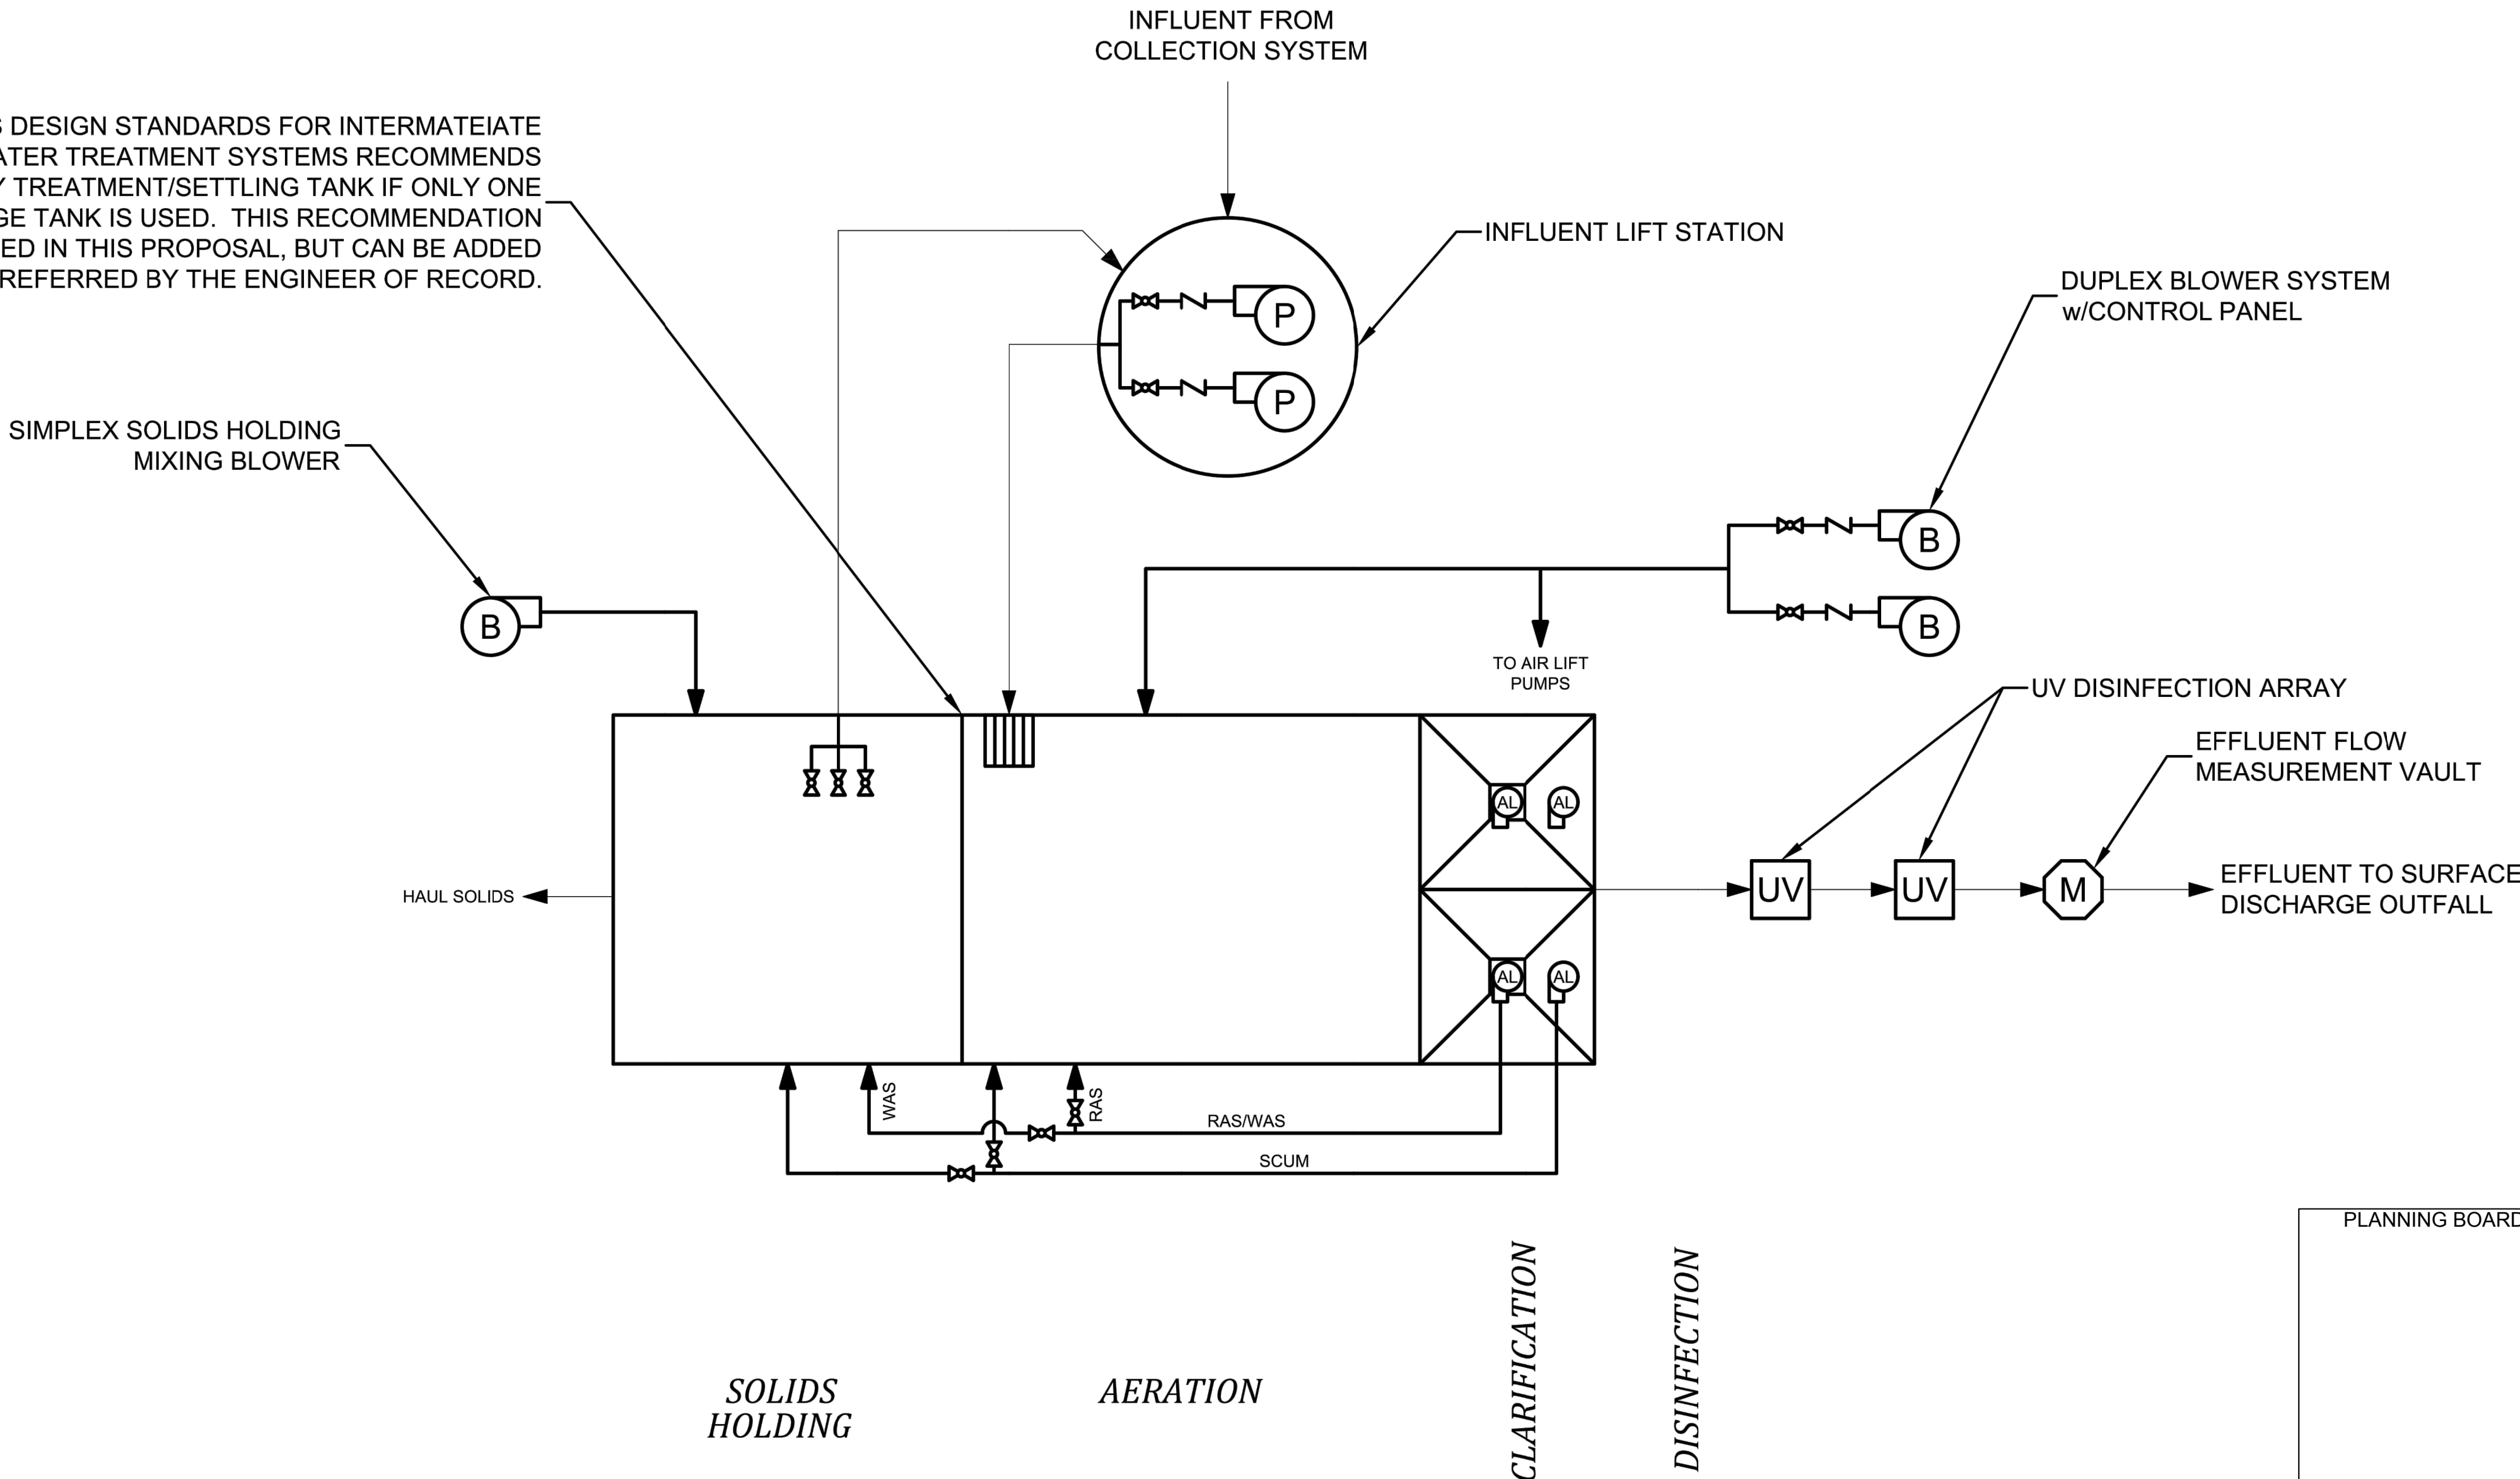 INFLUENT FROM
COLLECTION SYSTEM
DESIGN STANDARDS FOR INTERMATEIATE
TREATMENT SYSTEMS RECOMMENDS
TREATMENT/SETTLING TANK IF ONLY ONE
TANK IS USED. THIS RECOMMENDATION
IN THIS PROPOSAL, BUT CAN BE ADDED
BY THE ENGINEER OF RECORD.
INFLUENT LIFT STATION
P
P
DUPLEX BLOWER SYSTEM
w/CONTROL PANEL
SIMPLEX SOLIDS HOLDING
MIXING BLOWER
B
B
B
TO AIR LIFT
PUMPS
UV DISINFECTION ARRAY
EFFLUENT FLOW
MEASUREMENT VAULT
AL AL
HAUL SOLIDS
UV UV M
EFFLUENT TO SURFACE
DISCHARGE OUTFALL
AL AL
WAS
RAS
RAS/WAS
SCUM
PLANNING BOARD
SOLIDS
HOLDING
AERATION
CLARIFICATION
DISINFECTION